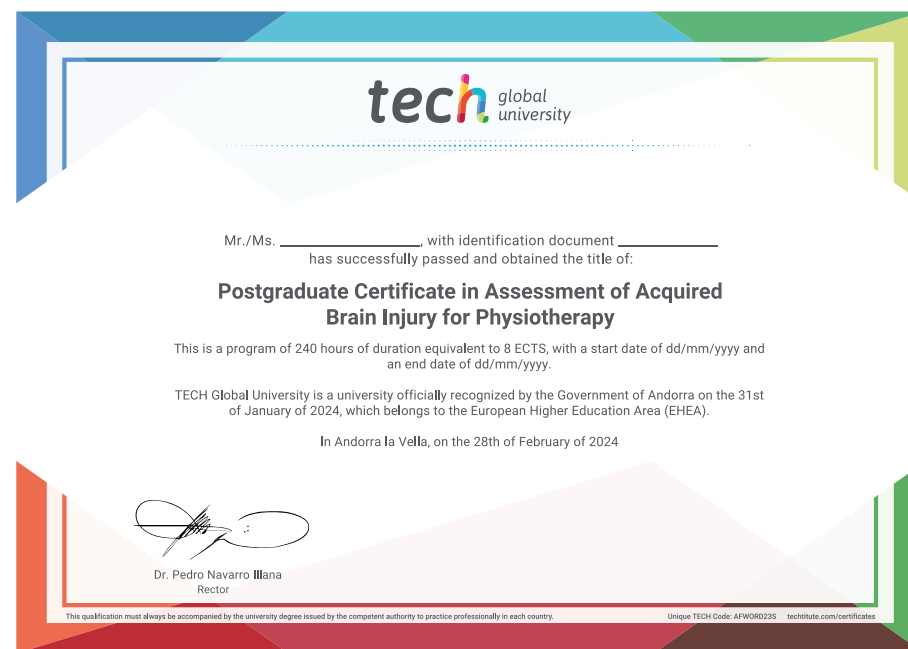 tech global university
Mr./Ms. ____________________, with identification document ______________
has successfully passed and obtained the title of:
Postgraduate Certificate in Assessment of Acquired
Brain Injury for Physiotherapy
This is a program of 240 hours of duration equivalent to 8 ECTS, with a start date of dd/mm/yyyy and
an end date of dd/mm/yyyy.
TECH Global University is a university officially recognized by the Government of Andorra on the 31st
of January of 2024, which belongs to the European Higher Education Area (EHEA).
In Andorra la Vella, on the 28th of February of 2024
Dr. Pedro Navarro Illana
Rector
This qualification must always be accompanied by the university degree issued by the competent authority to practice professionally in each country.
Unique TECH Code: AFWORD23S techtitute.com/certificates